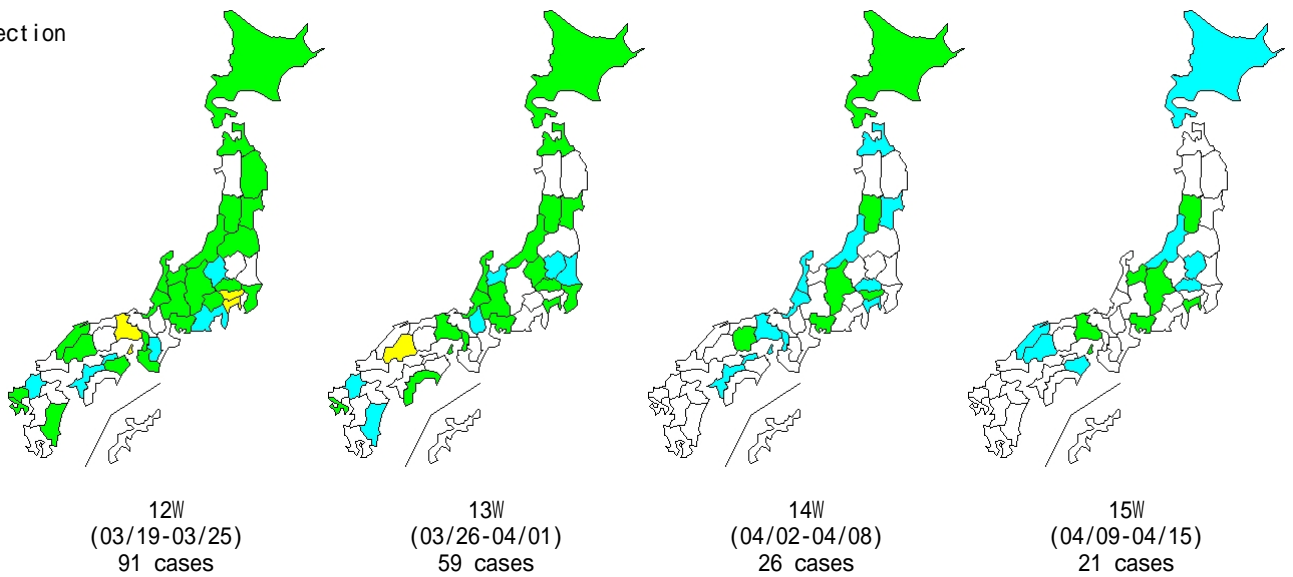 ection
12W
(03/19-03/25)
91 cases
13W
(03/26-04/01)
59 cases
14W
(04/02-04/08)
26 cases
15W
(04/09-04/15)
21 cases